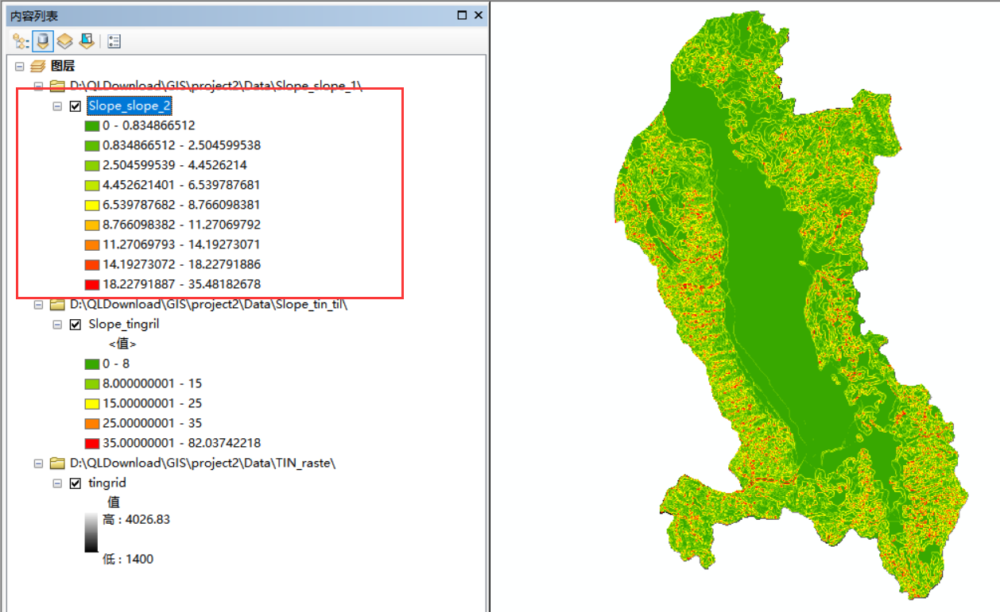 内容列表
图层
D:\QLDownload\GIS\project2\Data\Slope_slope_1\
Slope_slope_2
0 - 0.834866512
0.834866512 - 2.504599538
2.504599539 - 4.4526214
4.452621401 - 6.539787681
6.539787682 - 8.766098381
8.766098382 - 11.27069792
11.27069793 - 14.19273071
14.19273072 - 18.22791886
18.22791887 - 35.48182678
D:\QLDownload\GIS\project2\Data\Slope_tin_til\
Slope_tingril
<值>
0 - 8
8.000000001 - 15
15.00000001 - 25
25.00000001 - 35
35.00000001 - 82.03742218
D:\QLDownload\GIS\project2\Data\TIN_raste\
tingrid
值
高 : 4026.83
低 : 1400